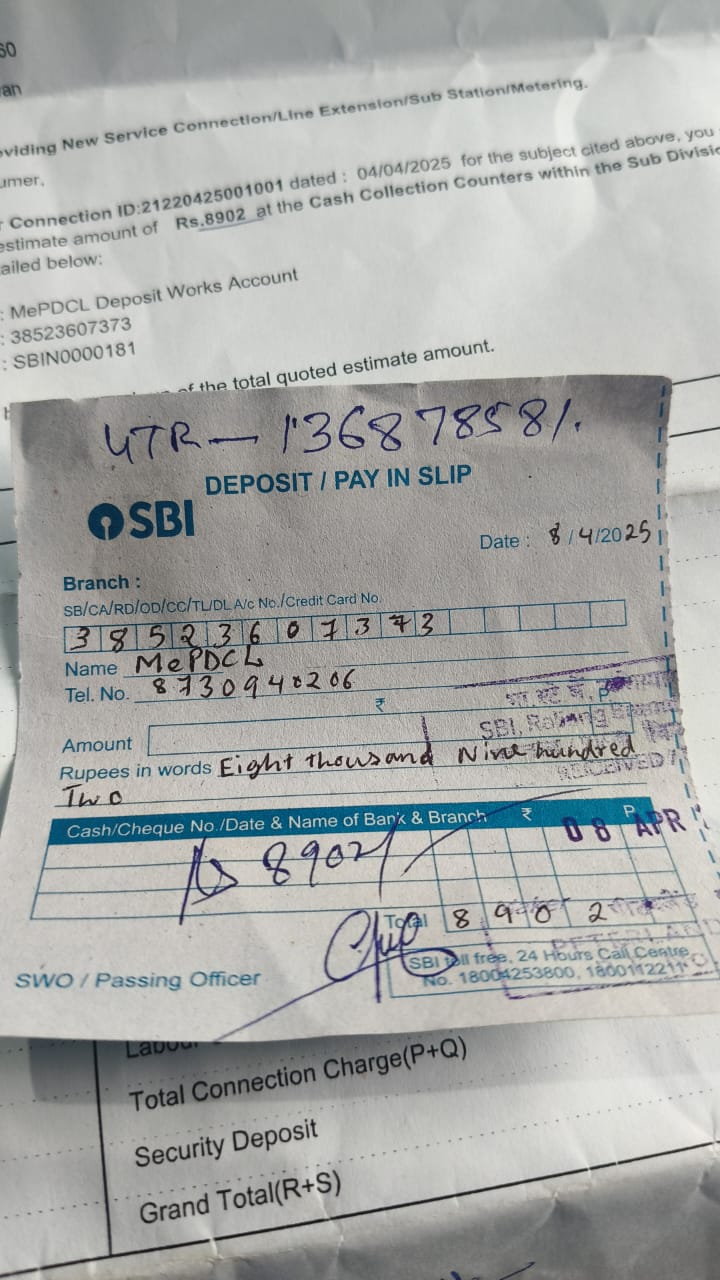 60
an
viding New Service Connection/Line Extension/Sub Station/Metering.
umer,
Connection ID:21220425001001 dated : 04/04/2025 for the subject cited above, you
estimate amount of Rs.8902 at the Cash Collection Counters within the Sub Divisio
ailed below:
: MePDCL Deposit Works Account
: 38523607373
: SBIN0000181
of the total quoted estimate amount.
UTR — 136878581.
DEPOSIT / PAY IN SLIP
SBI
Date : 8/4/2025
Branch :
SB/CA/RD/OD/CC/TL/DL A/c No./Credit Card No.
38523607373
Name MePDCL
Tel. No. 8730940206
₹
Amount
SBI,
Rupees in words Eight thousand Nine hundred
RECEIVED
Two
Cash/Cheque No./Date & Name of Bank & Branch ₹ P.
08 APR
Rs 8902/
Total 8902
SWO / Passing Officer
SBI toll free, 24 Hours Call Centre
No. 18004253800, 1800112211
Labour
Total Connection Charge(P+Q)
Security Deposit
Grand Total(R+S)